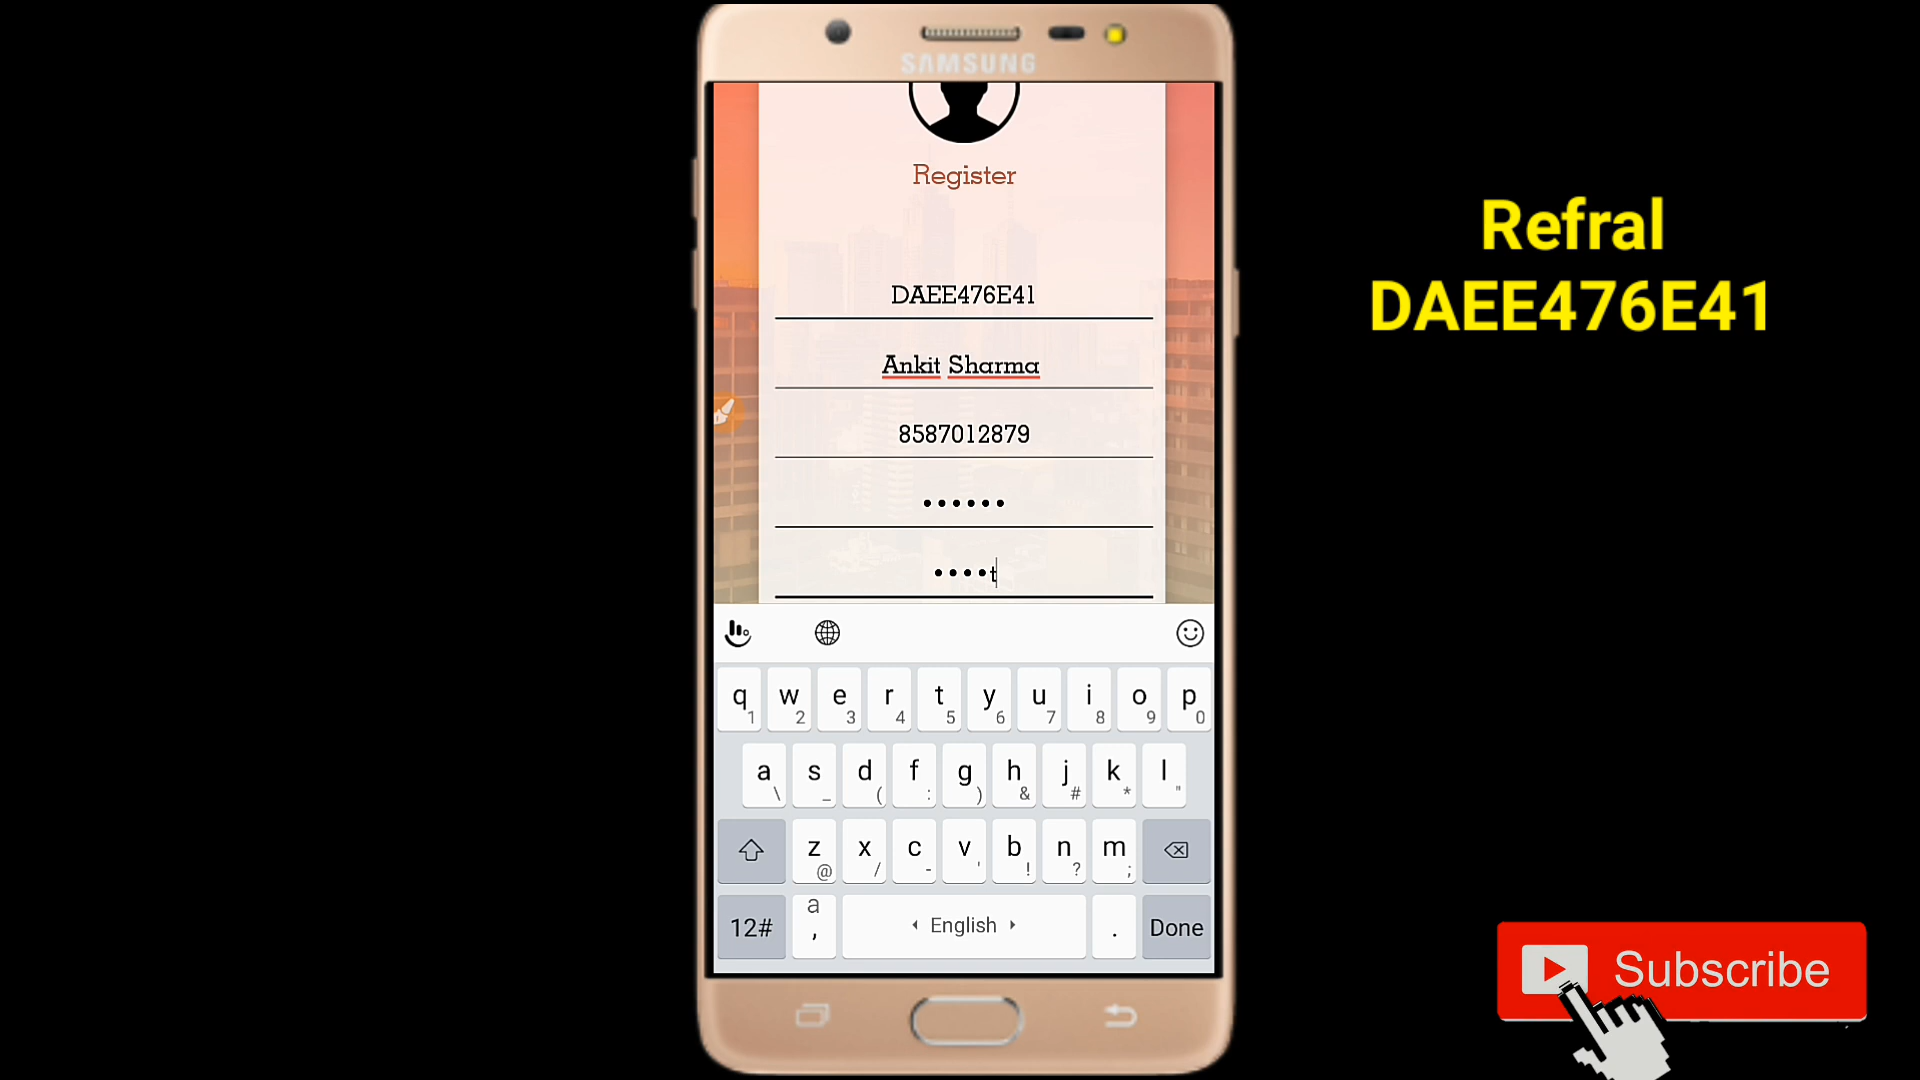 SAMSUNG
Register
DAEE476E41
Ankit Sharma
8587012879
••••••
••••t
Refral
DAEE476E41
q w e r t y u i o p
1 2 3 4 5 6 7 8 9 0
a s d f g h j k l
\ _ ( : ) & # * "
z x c v b n m
@ / - ' ! ? ;
12# a , English . Done
Subscribe